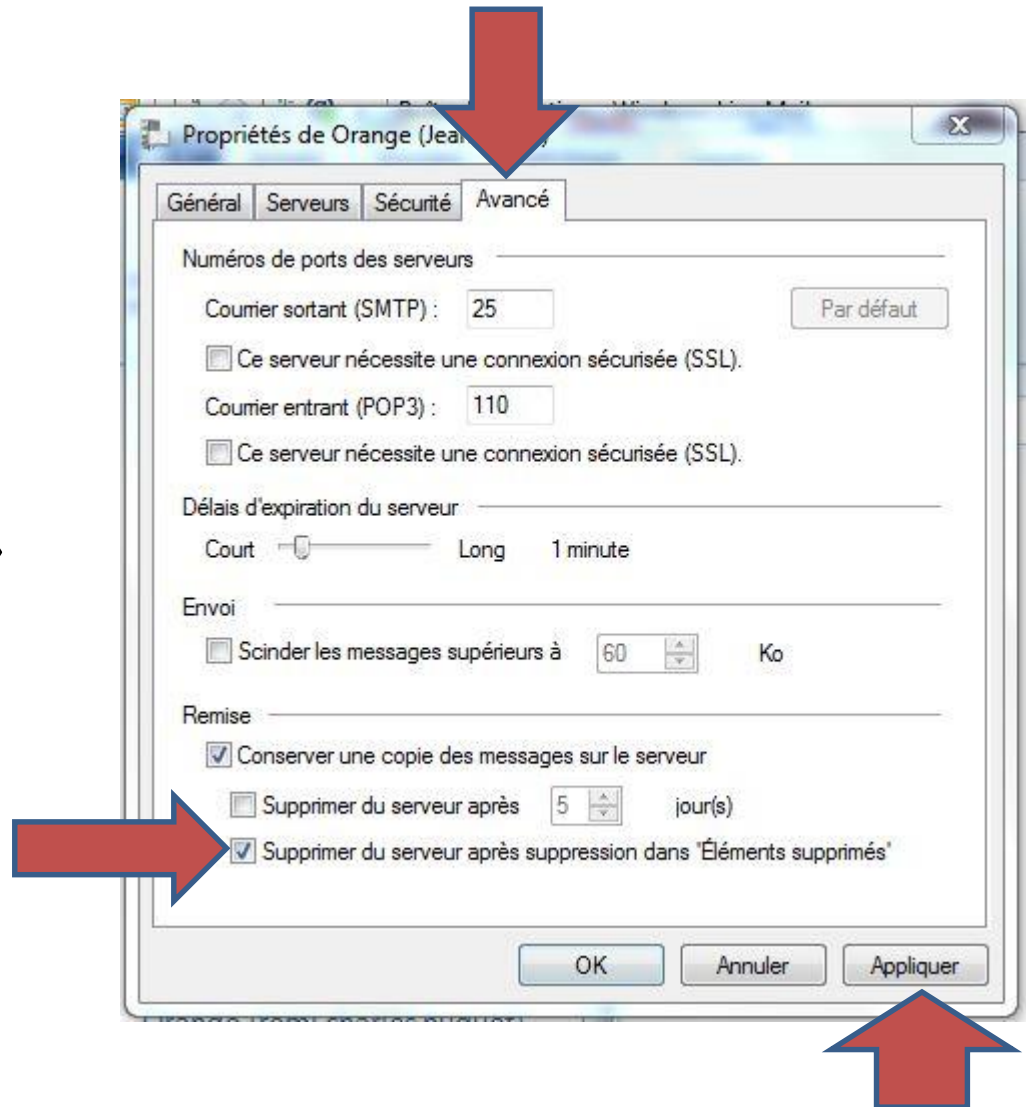 Propriétés de Orange (Jea
Général Serveurs Sécurité Avancé
Numéros de ports des serveurs
Courrier sortant (SMTP) : 25 Par défaut
Ce serveur nécessite une connexion sécurisée (SSL).
Courrier entrant (POP3) : 110
Ce serveur nécessite une connexion sécurisée (SSL).
Délais d'expiration du serveur
Court Long 1 minute
Envoi
Scinder les messages supérieurs à 60 Ko
Remise
Conserver une copie des messages sur le serveur
Supprimer du serveur après 5 jour(s)
Supprimer du serveur après suppression dans 'Éléments supprimés'
OK Annuler Appliquer